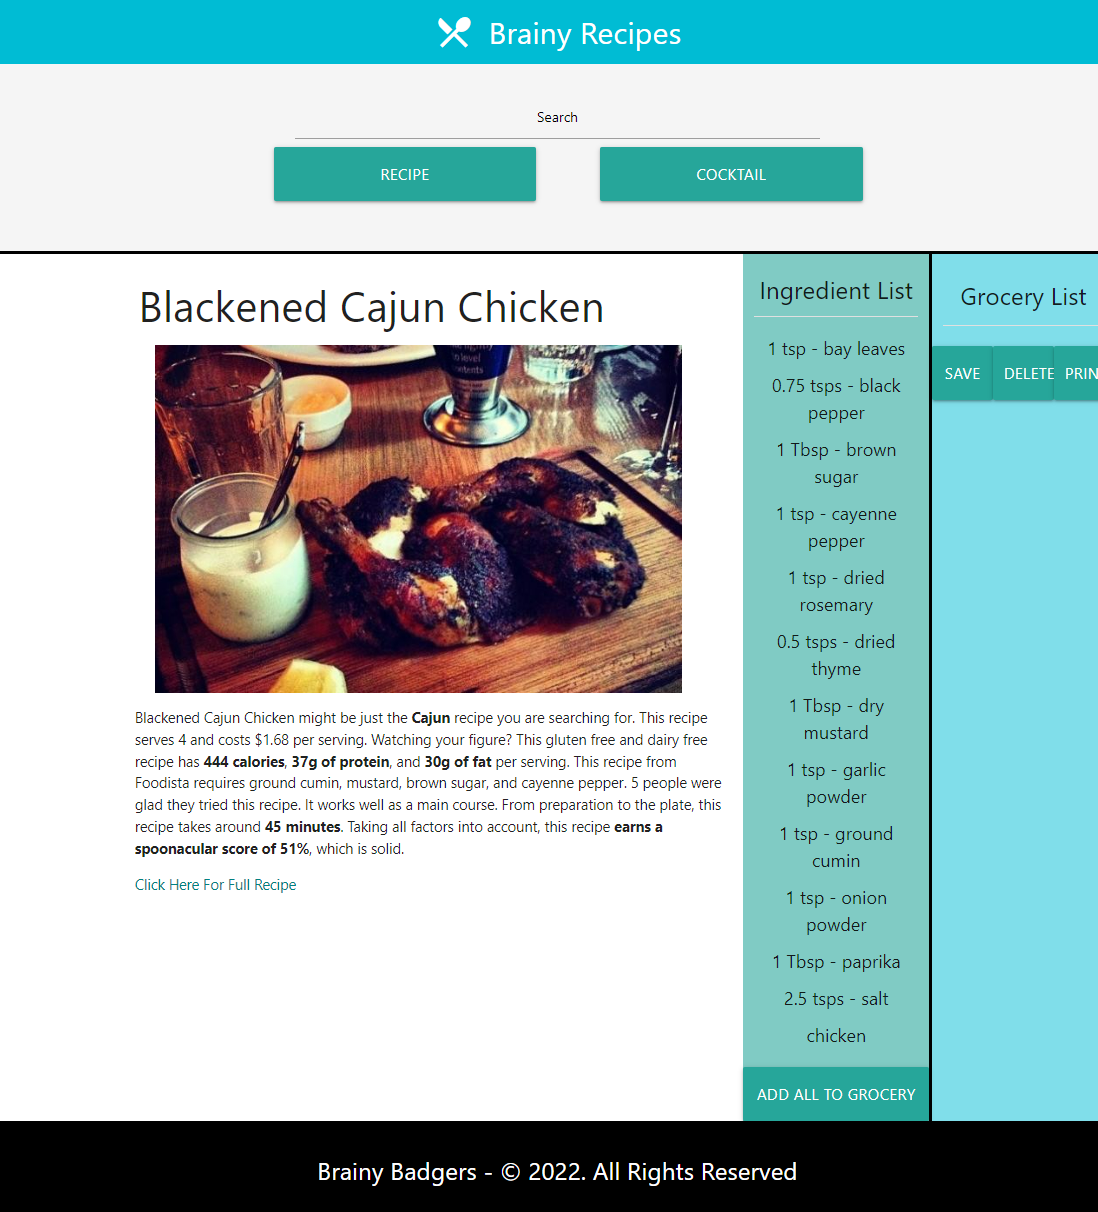 Brainy Recipes
Search
RECIPE
COCKTAIL
Blackened Cajun Chicken
Blackened Cajun Chicken might be just the Cajun recipe you are searching for. This recipe
serves 4 and costs $1.68 per serving. Watching your figure? This gluten free and dairy free
recipe has 444 calories, 37g of protein, and 30g of fat per serving. This recipe from
Foodista requires ground cumin, mustard, brown sugar, and cayenne pepper. 5 people were
glad they tried this recipe. It works well as a main course. From preparation to the plate, this
recipe takes around 45 minutes. Taking all factors into account, this recipe earns a
spoonacular score of 51%, which is solid.
Click Here For Full Recipe
Ingredient List
1 tsp - bay leaves
0.75 tsps - black
pepper
1 Tbsp - brown
sugar
1 tsp - cayenne
pepper
1 tsp - dried
rosemary
0.5 tsps - dried
thyme
1 Tbsp - dry
mustard
1 tsp - garlic
powder
1 tsp - ground
cumin
1 tsp - onion
powder
1 Tbsp - paprika
2.5 tsps - salt
chicken
ADD ALL TO GROCERY
Grocery List
SAVE
DELETE
PRIN
Brainy Badgers - © 2022. All Rights Reserved